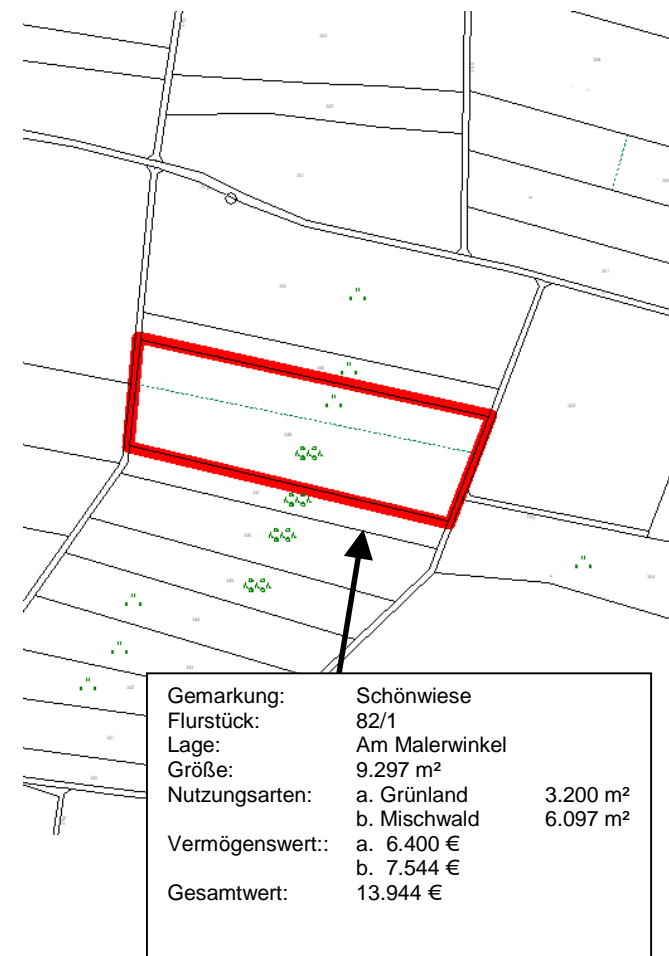 Gemarkung: Schönwiese
Flurstück: 82/1
Lage: Am Malerwinkel
Größe: 9.297 m²
Nutzungsarten: a. Grünland 3.200 m²
b. Mischwald 6.097 m²
Vermögenswert:: a. 6.400 €
b. 7.544 €
Gesamtwert: 13.944 €